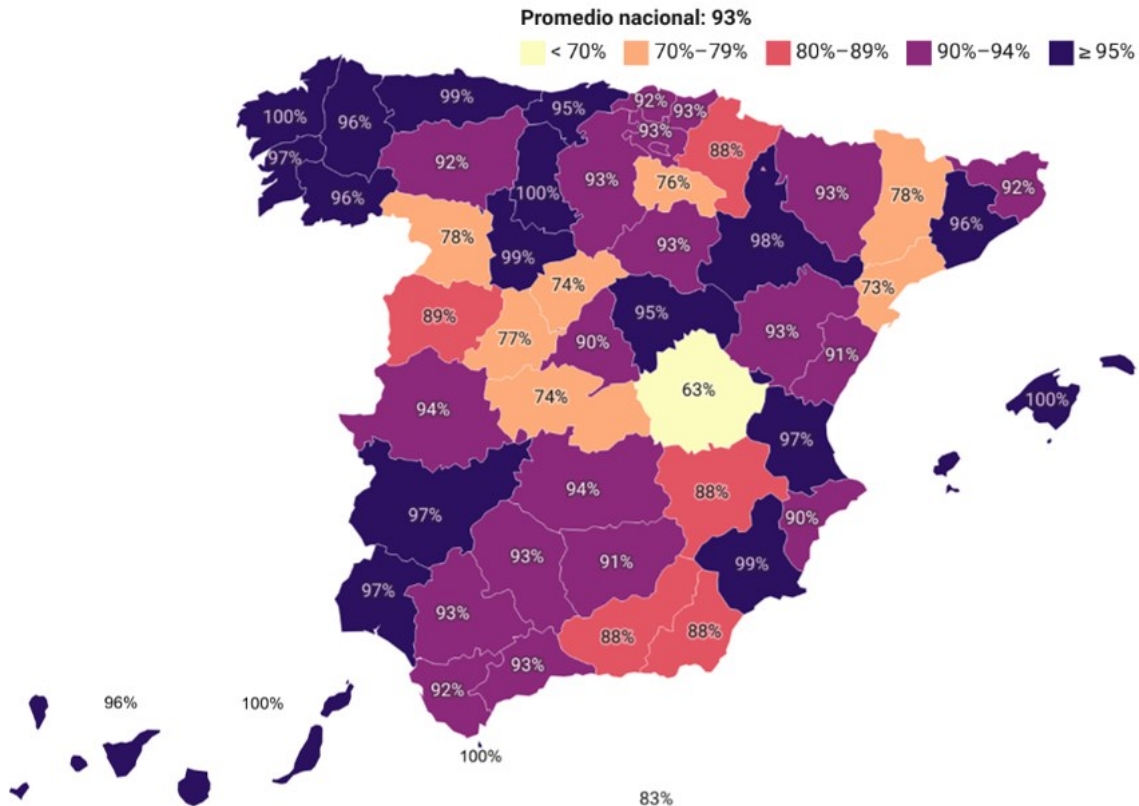 Promedio nacional: 93%
< 70% 70%–79% 80%–89% 90%–94% ≥ 95%
100% 96% 99% 95% 92% 93%
97% 96% 92% 100% 93% 93% 76% 88% 93% 78% 96% 92%
78% 99% 93% 98% 73%
89% 77% 74% 90% 95% 93% 91%
94% 74% 63% 97% 100%
97% 94% 88% 90%
97% 93% 93% 91% 99%
92% 93% 88% 88%
96% 100%
100%
83%